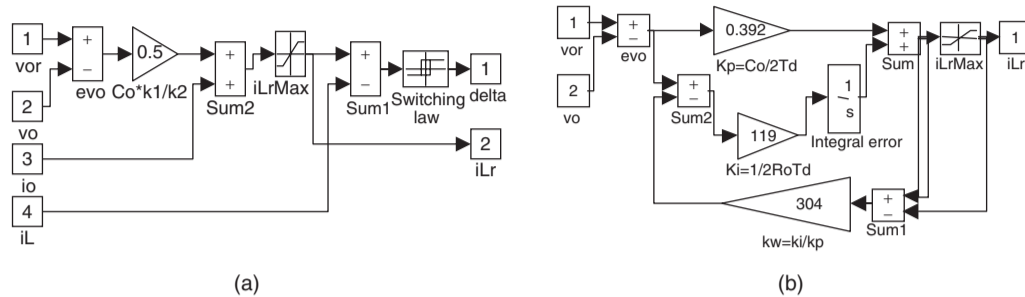 1
vor
+
−
evo
0.5
Co*k1/k2
+
+
Sum2
iLrMax
+
−
Sum1
Switching
law
1
delta
2
vo
3
io
4
iL
2
iLr
(a)
1
vor
2
vo
+
−
evo
0.392
Kp=Co/2Td
+
+
Sum
iLrMax
1
iLr
+
−
Sum2
119
Ki=1/2RoTd
1
s
Integral error
304
kw=ki/kp
+
−
Sum1
(b)